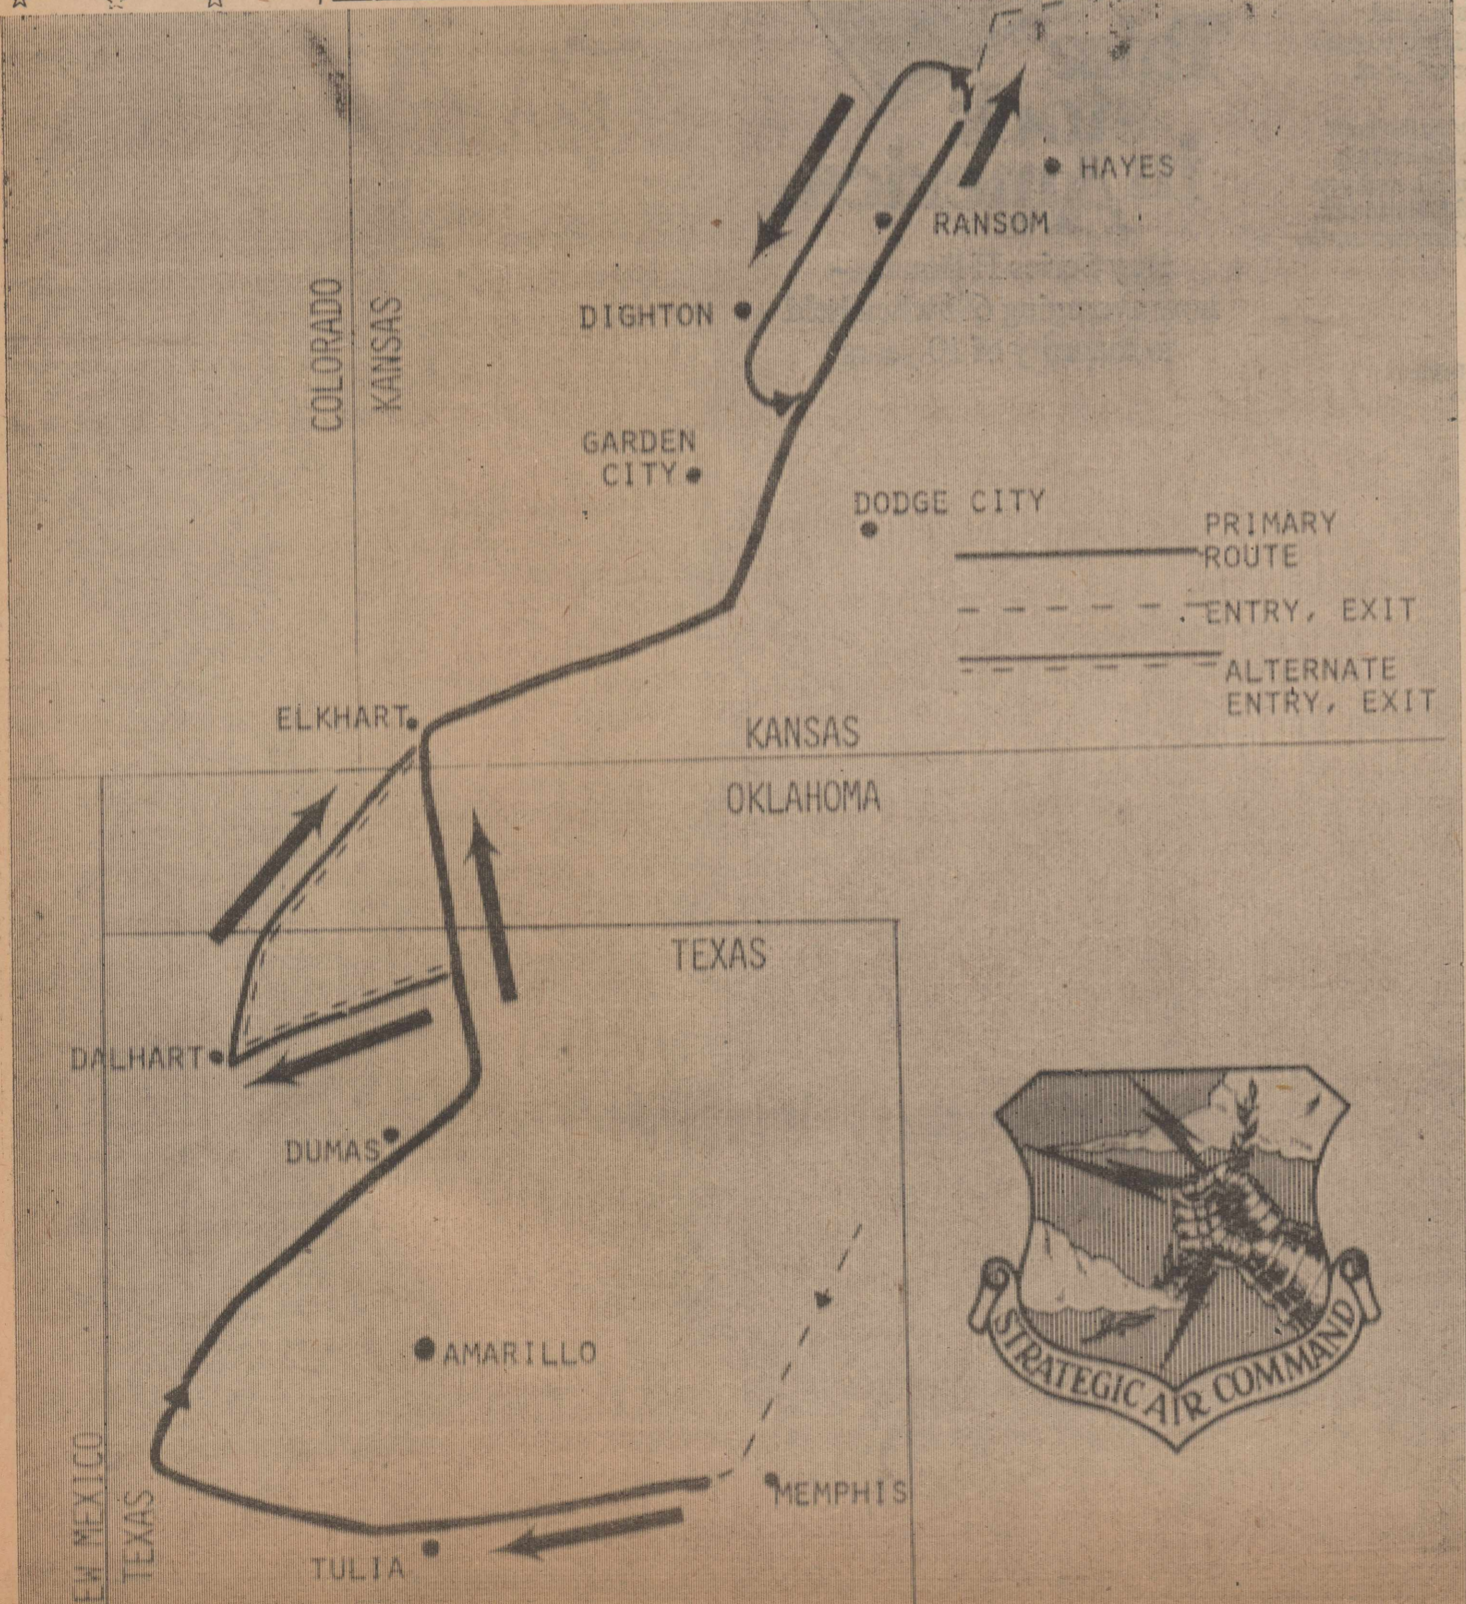 HAYES
RANSOM
COLORADO
KANSAS
DIGHTON
GARDEN
CITY
DODGE CITY
PRIMARY
ROUTE
ENTRY, EXIT
ALTERNATE
ENTRY, EXIT
ELKHART
KANSAS
OKLAHOMA
TEXAS
DALHART
DUMAS
AMARILLO
STRATEGIC AIR COMMAND
EW MEXICO
TEXAS
MEMPHIS
TULIA